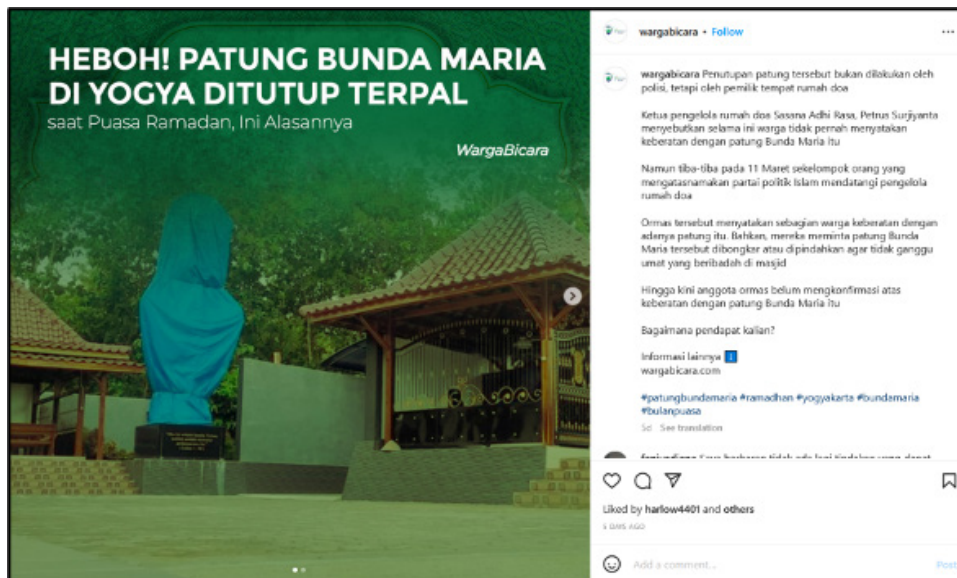 HEBOH! PATUNG BUNDA MARIA
DI YOGYA DITUTUP TERPAL
saat Puasa Ramadan, Ini Alasannya
WargaBicara
wargabicara • Follow
wargabicara Penutupan patung tersebut bukan dilakukan oleh
polisi, tetapi oleh pemilik tempat rumah doa
Ketua pengelola rumah doa Sasana Adhi Rasa, Petrus Surjiyanta
menyebutkan selama ini warga tidak pernah menyatakan
keberatan dengan patung Bunda Maria itu
Namun tiba-tiba pada 11 Maret sekelompok orang yang
mengatasnamakan partai politik Islam mendatangi pengelola
rumah doa
Ormas tersebut menyatakan sebagian warga keberatan dengan
adanya patung itu. Bahkan, mereka meminta patung Bunda
Maria tersebut dibongkar atau dipindahkan agar tidak ganggu
umat yang beribadah di masjid
Hingga kini anggota ormas belum mengkonfirmasi atas
keberatan dengan patung Bunda Maria itu
Bagaimana pendapat kalian?
Informasi lainnya
wargabicara.com
#patungbundamaria #ramadhan #yogyakarta #bundamaria
#bulanpuasa
5d See translation
Liked by harlow4401 and others
5 DAYS AGO
Add a comment...
Post